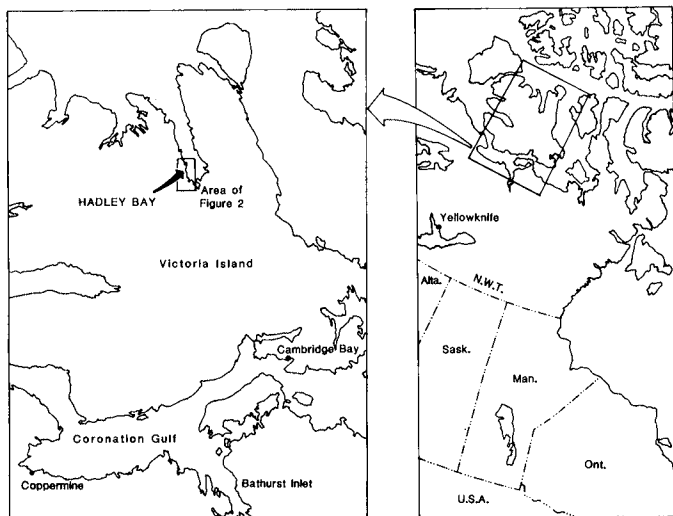 HADLEY BAY
Area of
Figure 2
Victoria Island
Cambridge Bay
Coronation Gulf
Coppermine
Bathurst Inlet
Yellowknife
N.W.T.
Alta.
Sask.
Man.
Ont.
U.S.A.